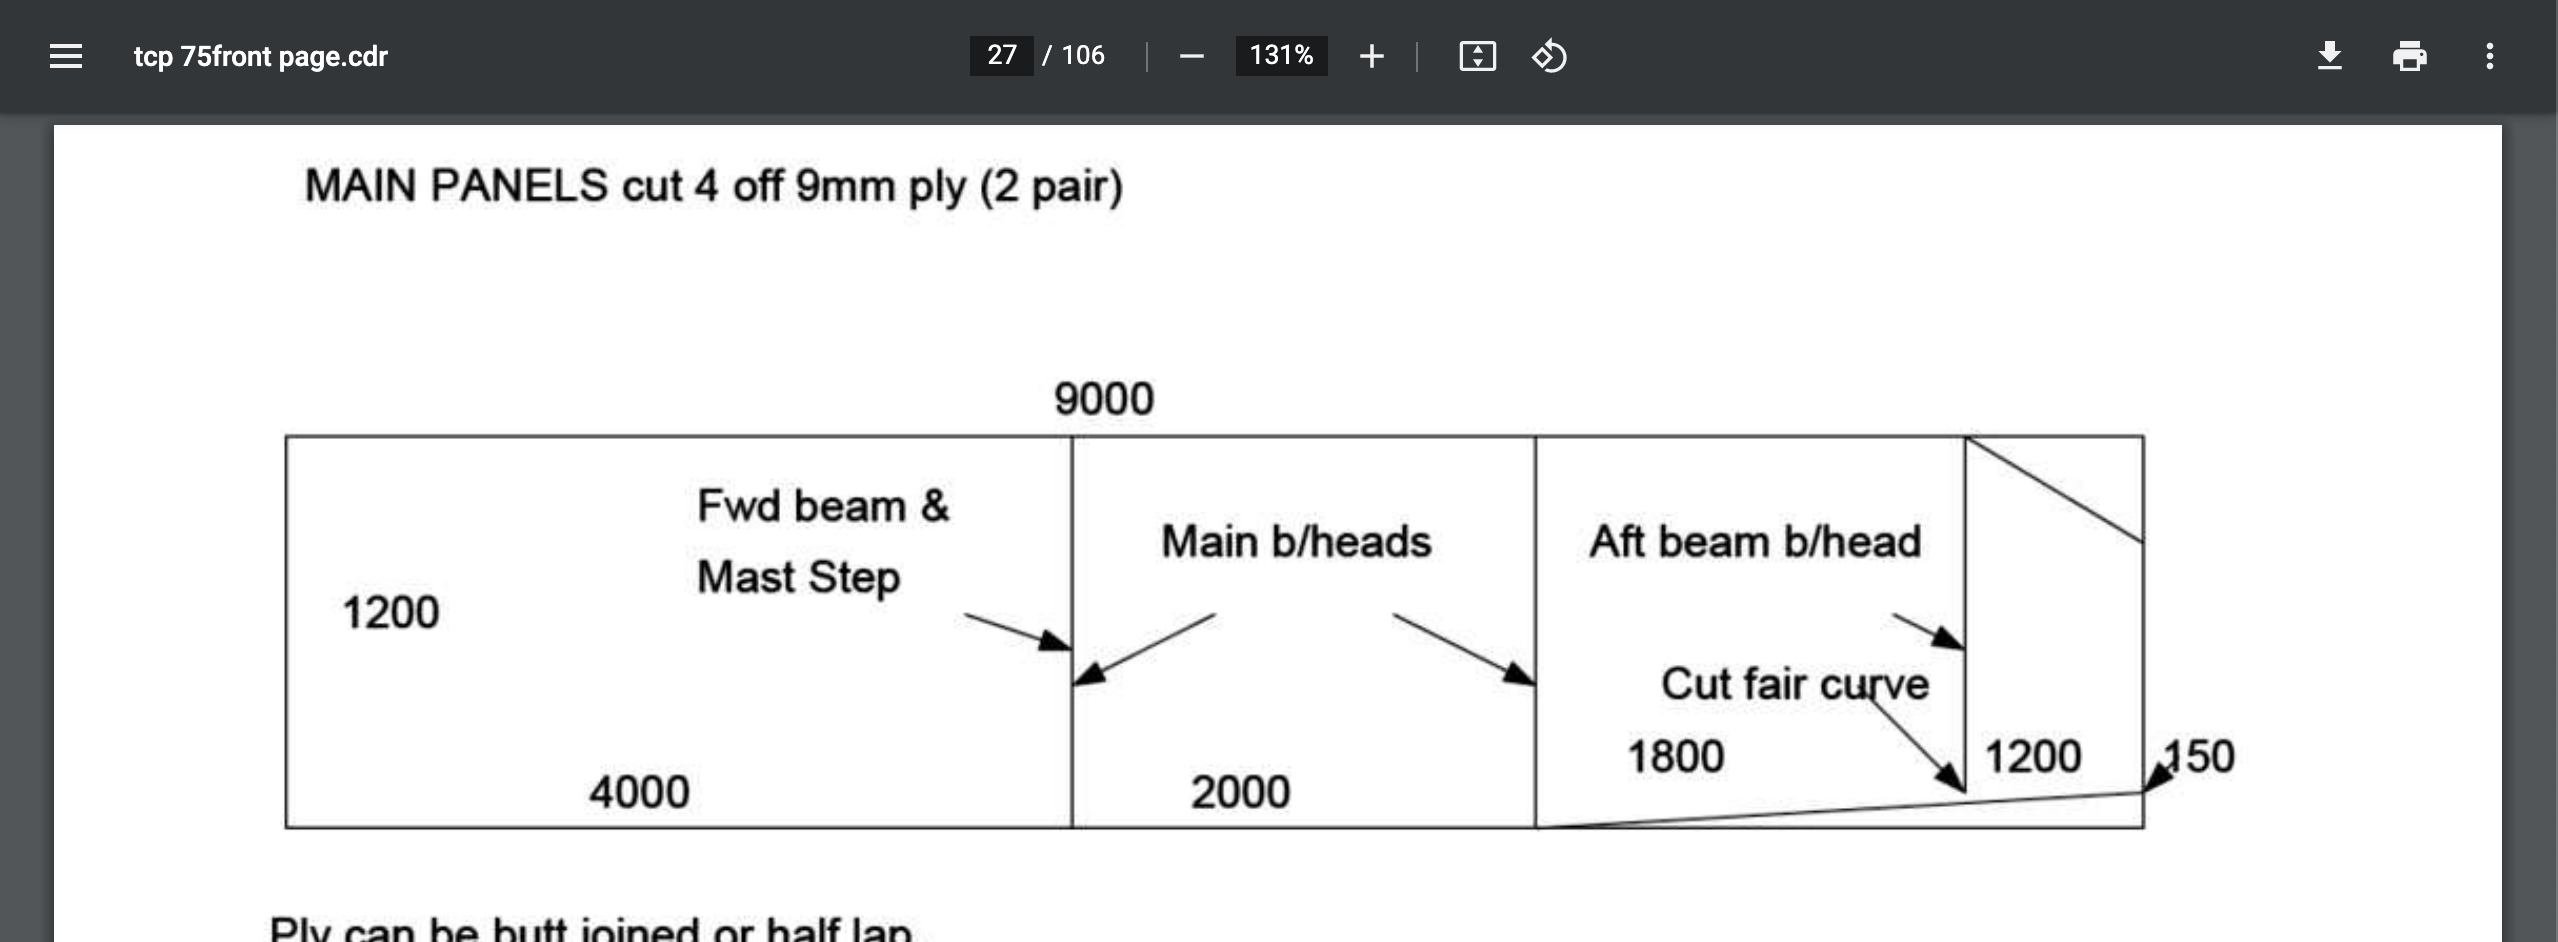 tcp 75front page.cdr
27 / 106
131%
MAIN PANELS cut 4 off 9mm ply (2 pair)
9000
Fwd beam &
Mast Step
Main b/heads
Aft beam b/head
1200
Cut fair curve
1800
1200
150
4000
2000
Ply can be butt joined or half lap